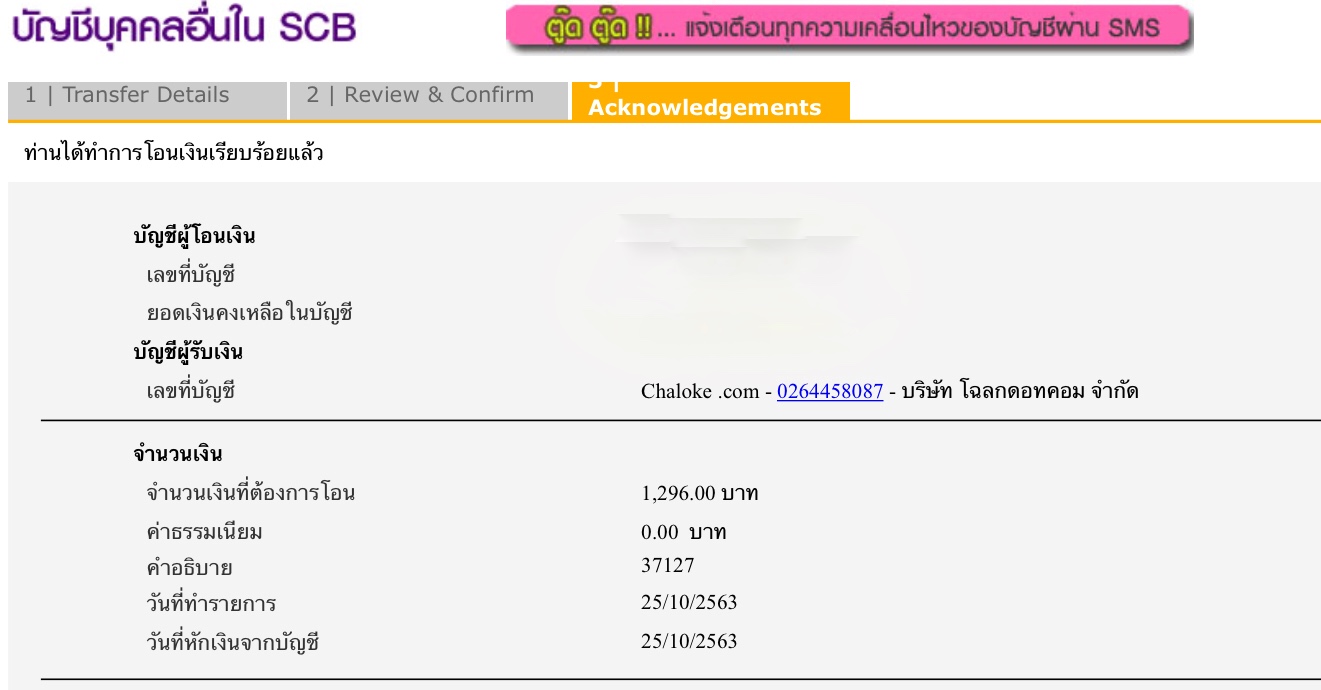 บัญชีบุคคลอื่นใน SCB
ตู๊ด ตู๊ด !! ... แจ้งเตือนทุกความเคลื่อนไหวของบัญชีผ่าน SMS
1 | Transfer Details
2 | Review & Confirm
3 |
Acknowledgements
ท่านได้ทำการโอนเงินเรียบร้อยแล้ว
บัญชีผู้โอนเงิน
เลขที่บัญชี
ยอดเงินคงเหลือในบัญชี
บัญชีผู้รับเงิน
เลขที่บัญชี Chaloke .com - 0264458087 - บริษัท โฉลกดอทคอม จำกัด
จำนวนเงิน
จำนวนเงินที่ต้องการโอน 1,296.00 บาท
ค่าธรรมเนียม 0.00 บาท
คำอธิบาย 37127
วันที่ทำรายการ 25/10/2563
วันที่หักเงินจากบัญชี 25/10/2563